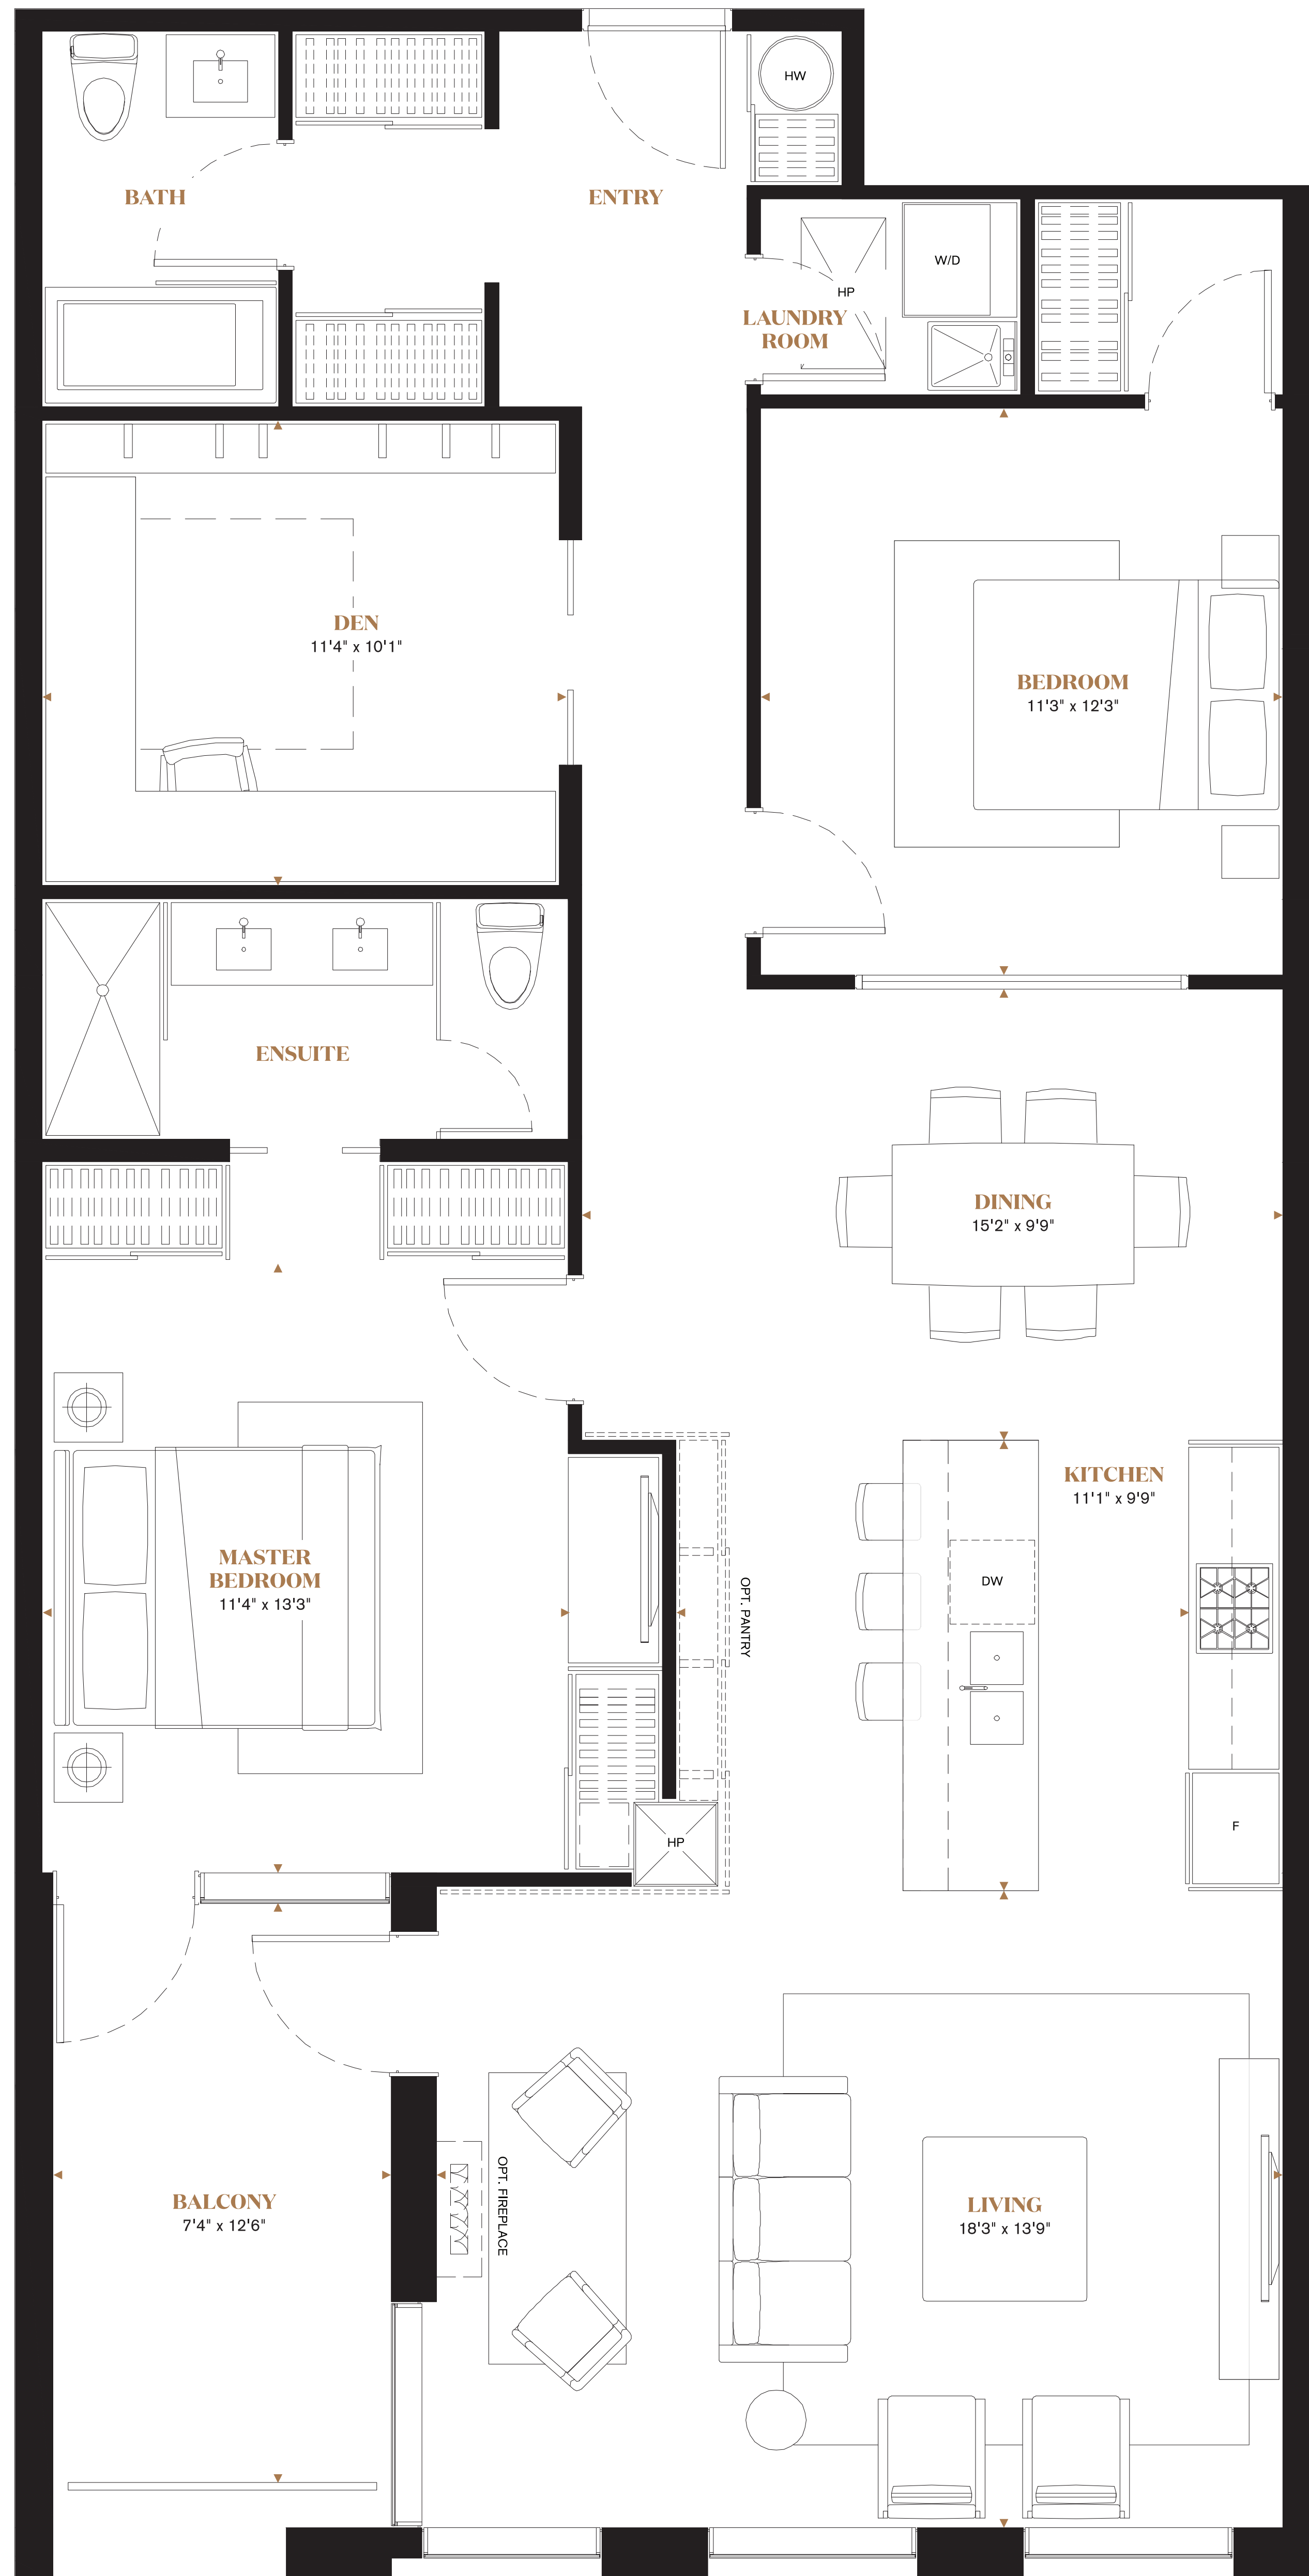 HW
BATH
ENTRY
W/D
HP
LAUNDRY
ROOM
DEN
11'4" x 10'1"
BEDROOM
11'3" x 12'3"
ENSUITE
DINING
15'2" x 9'9"
KITCHEN
11'1" x 9'9"
MASTER
BEDROOM
11'4" x 13'3"
OPT. PANTRY
DW
HP
F
OPT. FIREPLACE
BALCONY
7'4" x 12'6"
LIVING
18'3" x 13'9"